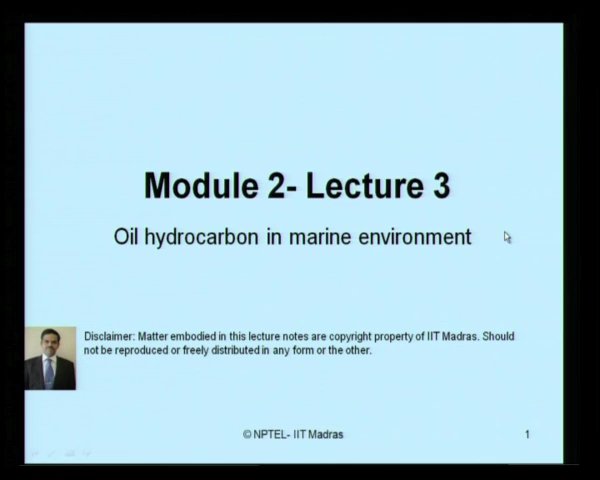 Module 2- Lecture 3
Oil hydrocarbon in marine environment
Disclaimer: Matter embodied in this lecture notes are copyright property of IIT Madras. Should
not be reproduced or freely distributed in any form or the other.
© NPTEL- IIT Madras
1